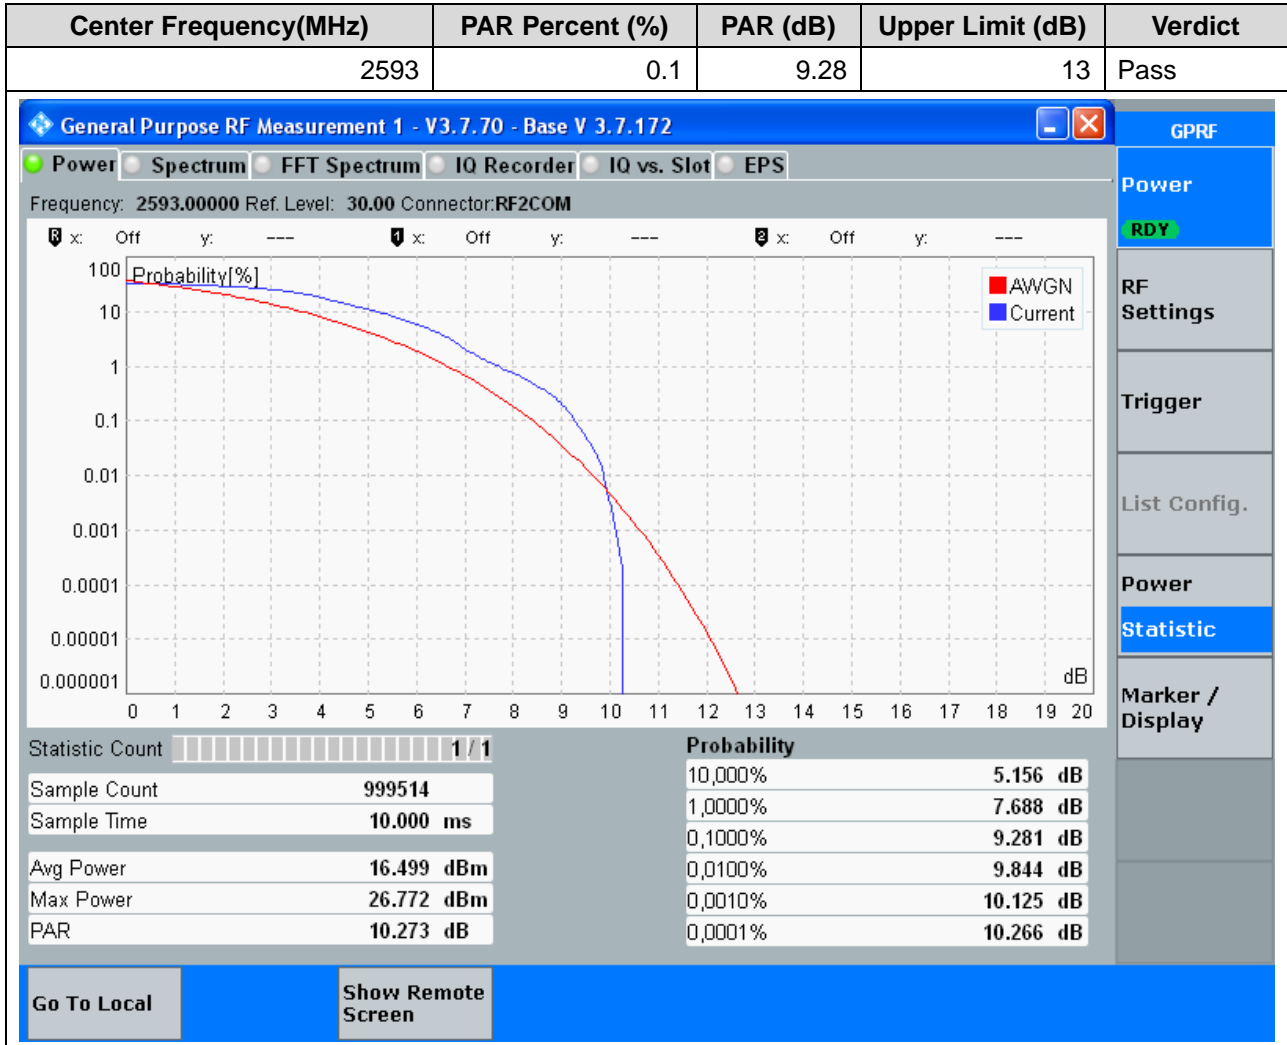 Center Frequency(MHz) PAR Percent (%) PAR (dB) Upper Limit (dB) Verdict
2593 0.1 9.28 13 Pass
General Purpose RF Measurement 1 - V3.7.70 - Base V 3.7.172
GPRF
Power Spectrum FFT Spectrum IQ Recorder IQ vs. Slot EPS
Frequency: 2593.00000 Ref. Level: 30.00 Connector:RF2COM
Power
RDY
R x: Off y: --- 1 x: Off y: --- 2 x: Off y: ---
100 Probability[%]
AWGN
Current
10
1
0.1
0.01
0.001
0.0001
0.00001
0.000001
dB
0 1 2 3 4 5 6 7 8 9 10 11 12 13 14 15 16 17 18 19 20
RF
Settings
Trigger
List Config.
Power
Statistic
Marker /
Display
Statistic Count 1 / 1
Sample Count 999514
Sample Time 10.000 ms
Avg Power 16.499 dBm
Max Power 26.772 dBm
PAR 10.273 dB
Probability
10,000% 5.156 dB
1,0000% 7.688 dB
0,1000% 9.281 dB
0,0100% 9.844 dB
0,0010% 10.125 dB
0,0001% 10.266 dB
Go To Local
Show Remote
Screen